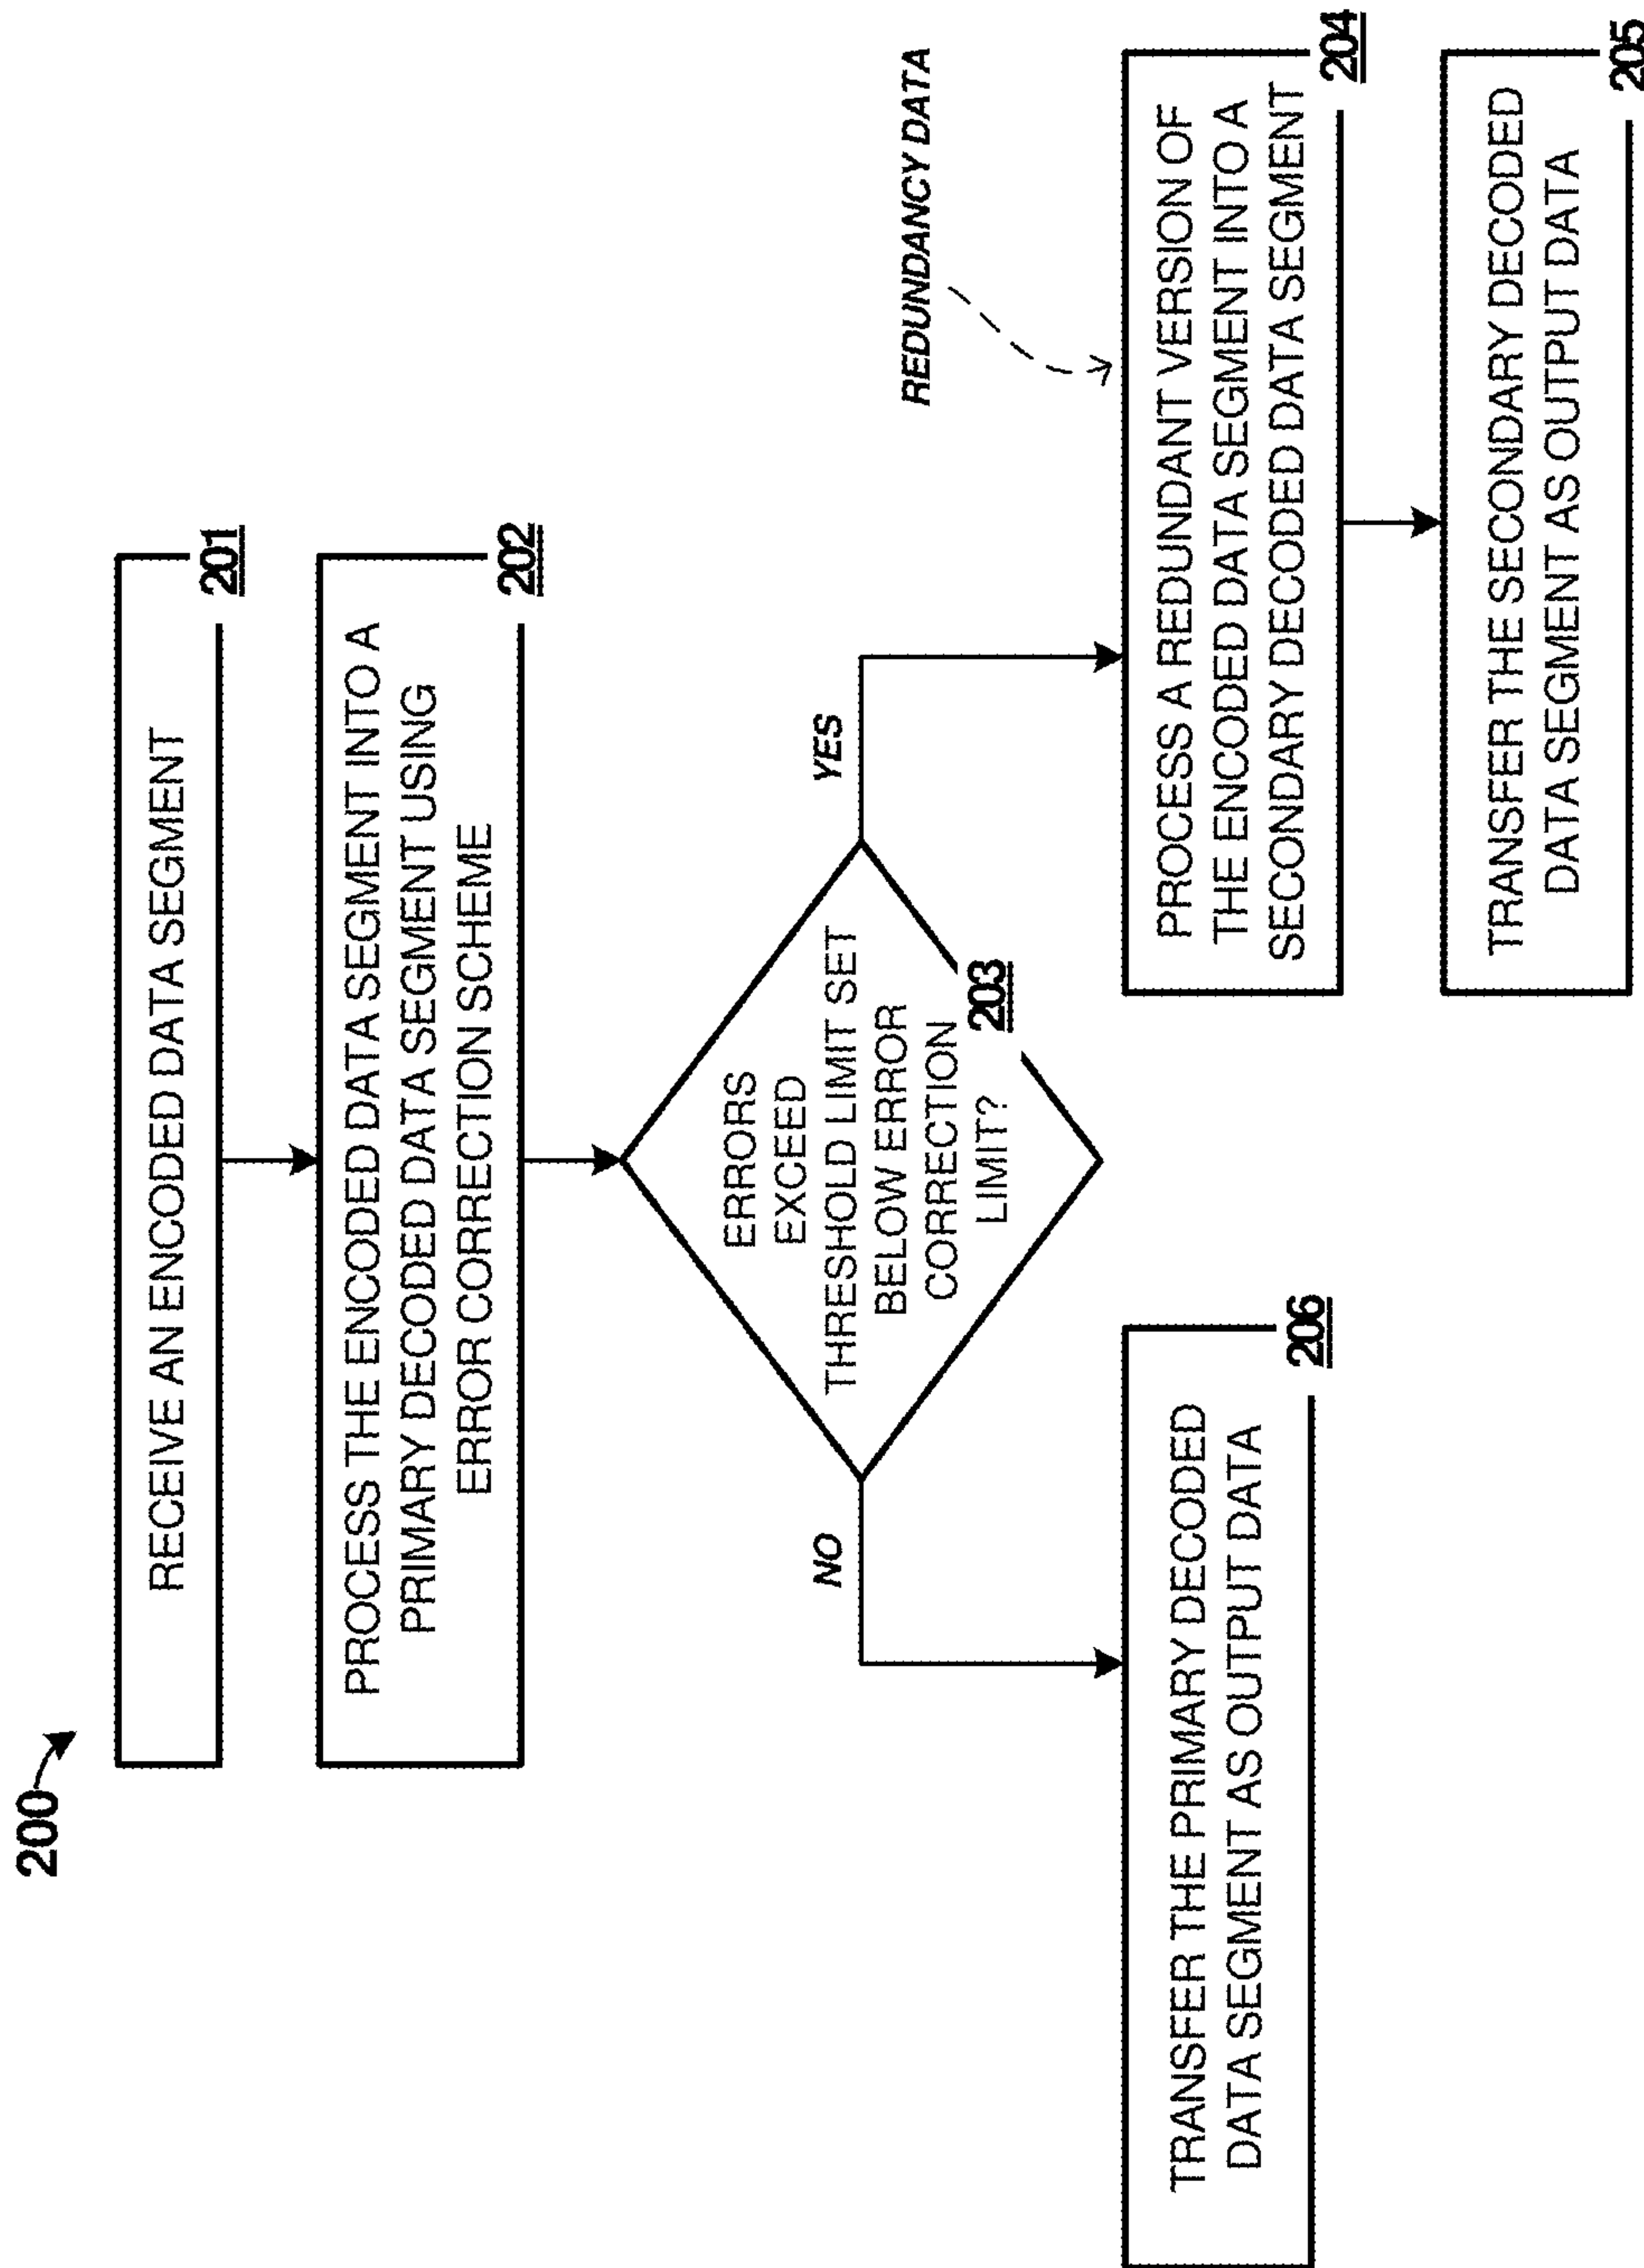 200
RECEIVE AN ENCODED DATA SEGMENT
201
PROCESS THE ENCODED DATA SEGMENT INTO A
PRIMARY DECODED DATA SEGMENT USING
ERROR CORRECTION SCHEME
202
ERRORS
EXCEED
THRESHOLD LIMIT SET
BELOW ERROR
CORRECTION
LIMIT?
203
NO
YES
REDUNDANCY DATA
TRANSFER THE PRIMARY DECODED
DATA SEGMENT AS OUTPUT DATA
206
PROCESS A REDUNDANT VERSION OF
THE ENCODED DATA SEGMENT INTO A
SECONDARY DECODED DATA SEGMENT
204
TRANSFER THE SECONDARY DECODED
DATA SEGMENT AS OUTPUT DATA
205